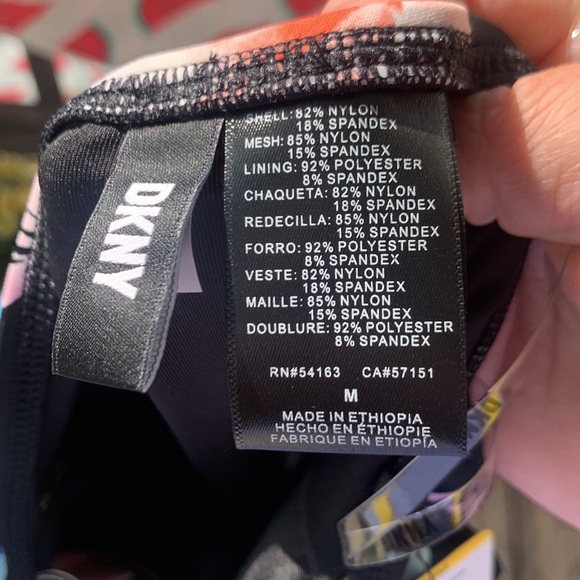 DKNY
SHELL: 82% NYLON
18% SPANDEX
MESH: 85% NYLON
15% SPANDEX
LINING: 92% POLYESTER
8% SPANDEX
CHAQUETA: 82% NYLON
18% SPANDEX
REDECILLA: 85% NYLON
15% SPANDEX
FORRO: 92% POLYESTER
8% SPANDEX
VESTE: 82% NYLON
18% SPANDEX
MAILLE: 85% NYLON
15% SPANDEX
DOUBLURE: 92% POLYESTER
8% SPANDEX
RN#54163 CA#57151
M
MADE IN ETHIOPIA
HECHO EN ETHIOPIE
FABRIQUE EN ETIOPÍA
DKNY